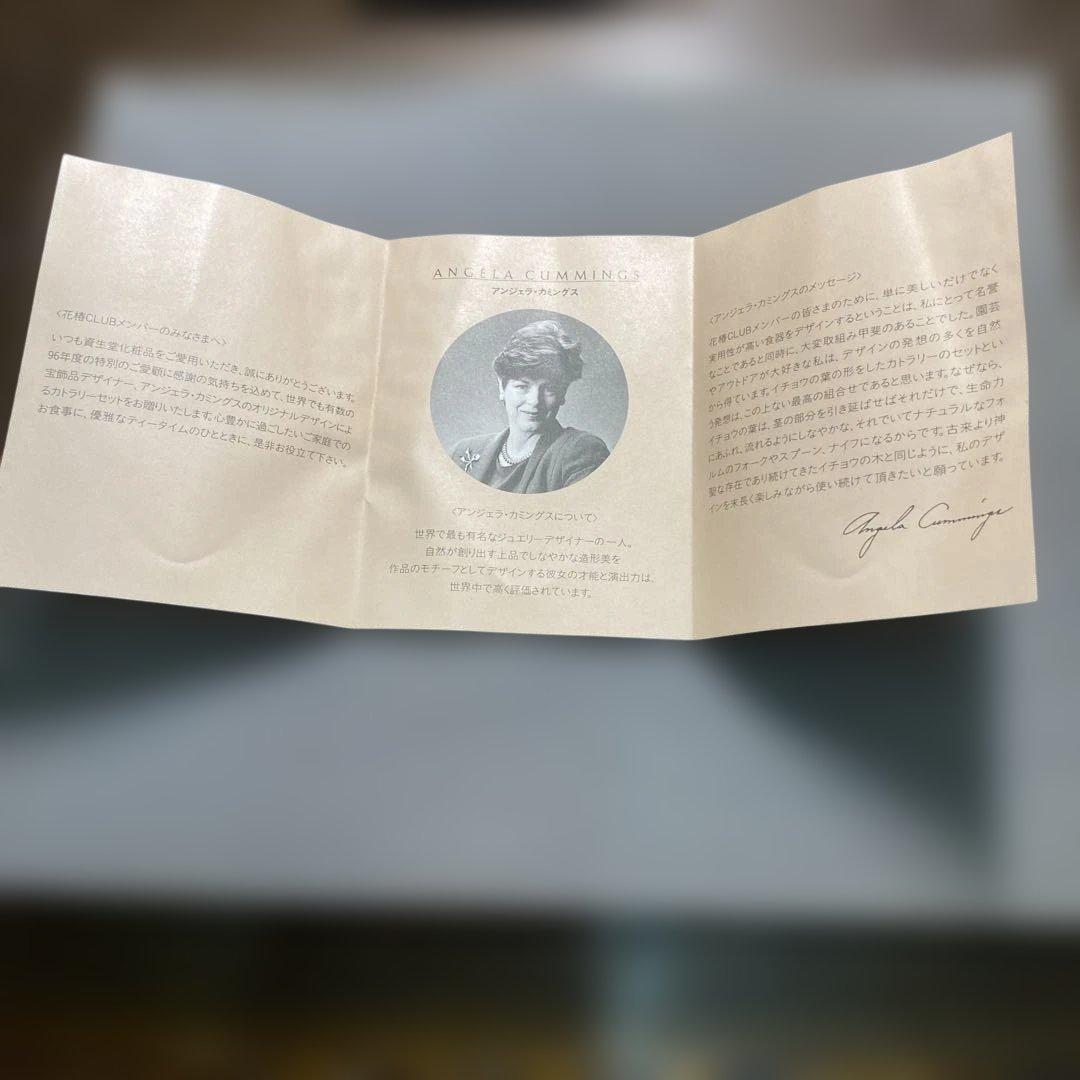 〈花椿CLUBメンバーのみなさまへ〉
いつも資生堂化粧品をご愛用いただき、誠にありがとうございます。
96年度の特別のご愛顧に感謝の気持ちを込めて、世界でも有数の
宝飾品デザイナー、アンジェラ・カミングスのオリジナルデザインによ
るカトラリーセットをお贈りいたします。心豊かに過ごしたいご家庭での
お食事に、優雅なティータイムのひとときに、是非お役立て下さい。
ANGELA CUMMINGS
アンジェラ・カミングス
〈アンジェラ・カミングスについて〉
世界で最も有名なジュエリーデザイナーの一人。
自然が創り出す上品でしなやかな造形美を
作品のモチーフとしてデザインする彼女の才能と演出力は、
世界中で高く評価されています。
〈アンジェラ・カミングスのメッセージ〉
花椿CLUBメンバーの皆さまのために、単に美しいだけでなく
実用性が高い食器をデザインするということは、私にとって名誉
なことであると同時に、大変取組み甲斐のあることでした。園芸
やアウトドアが大好きな私は、デザインの発想の多くを自然
から得ています。イチョウの葉の形をしたカトラリーのセットとい
う発想は、この上ない最高の組合せであると思います。なぜなら、
イチョウの葉は、茎の部分を引き延ばせばそれだけで、生命力
にあふれ、流れるようにしなやかな、それでいてナチュラルなフォ
ルムのフォークやスプーン、ナイフになるからです。古来より神
聖な存在であり続けてきたイチョウの木と同じように、私のデザ
インを末長く楽しみながら使い続けて頂きたいと願っています。
Angela Cummings